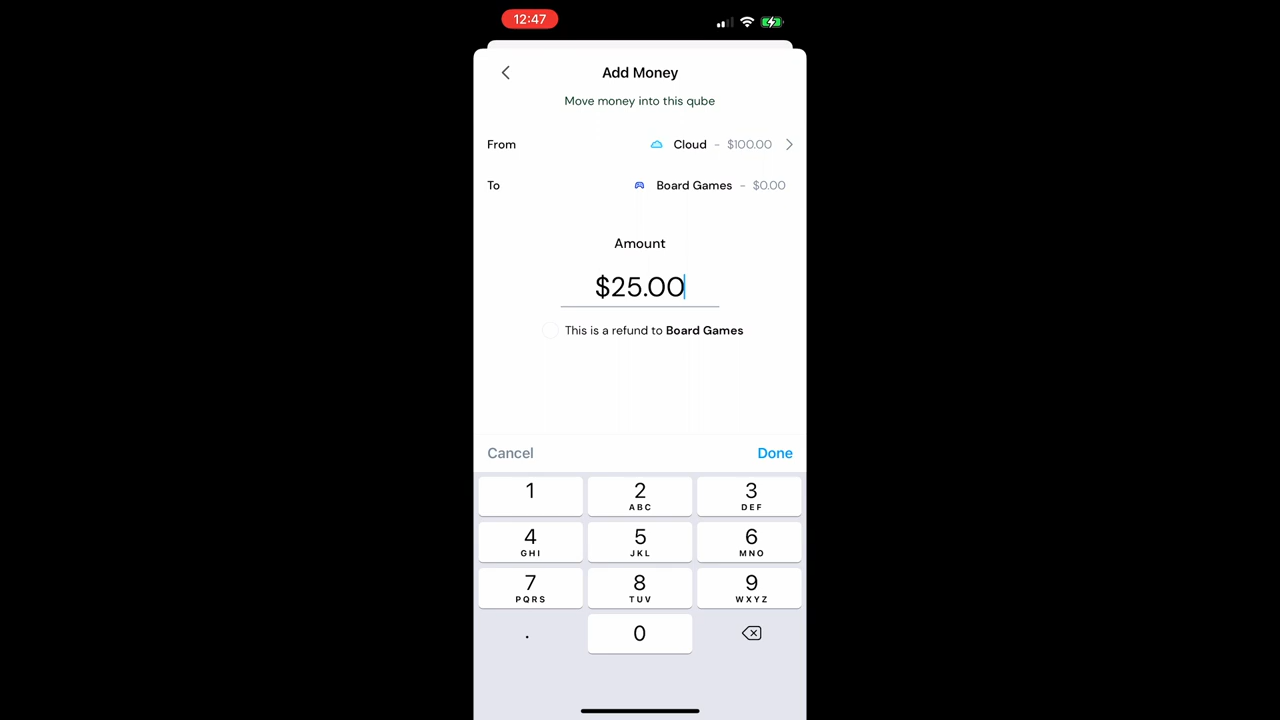 12:47
Add Money
Move money into this qube
From Cloud - $100.00
To Board Games - $0.00
Amount
$25.00
This is a refund to Board Games
Cancel Done
1 2 3
ABC DEF
4 5 6
GHI JKL MNO
7 8 9
PQRS TUV WXYZ
. 0